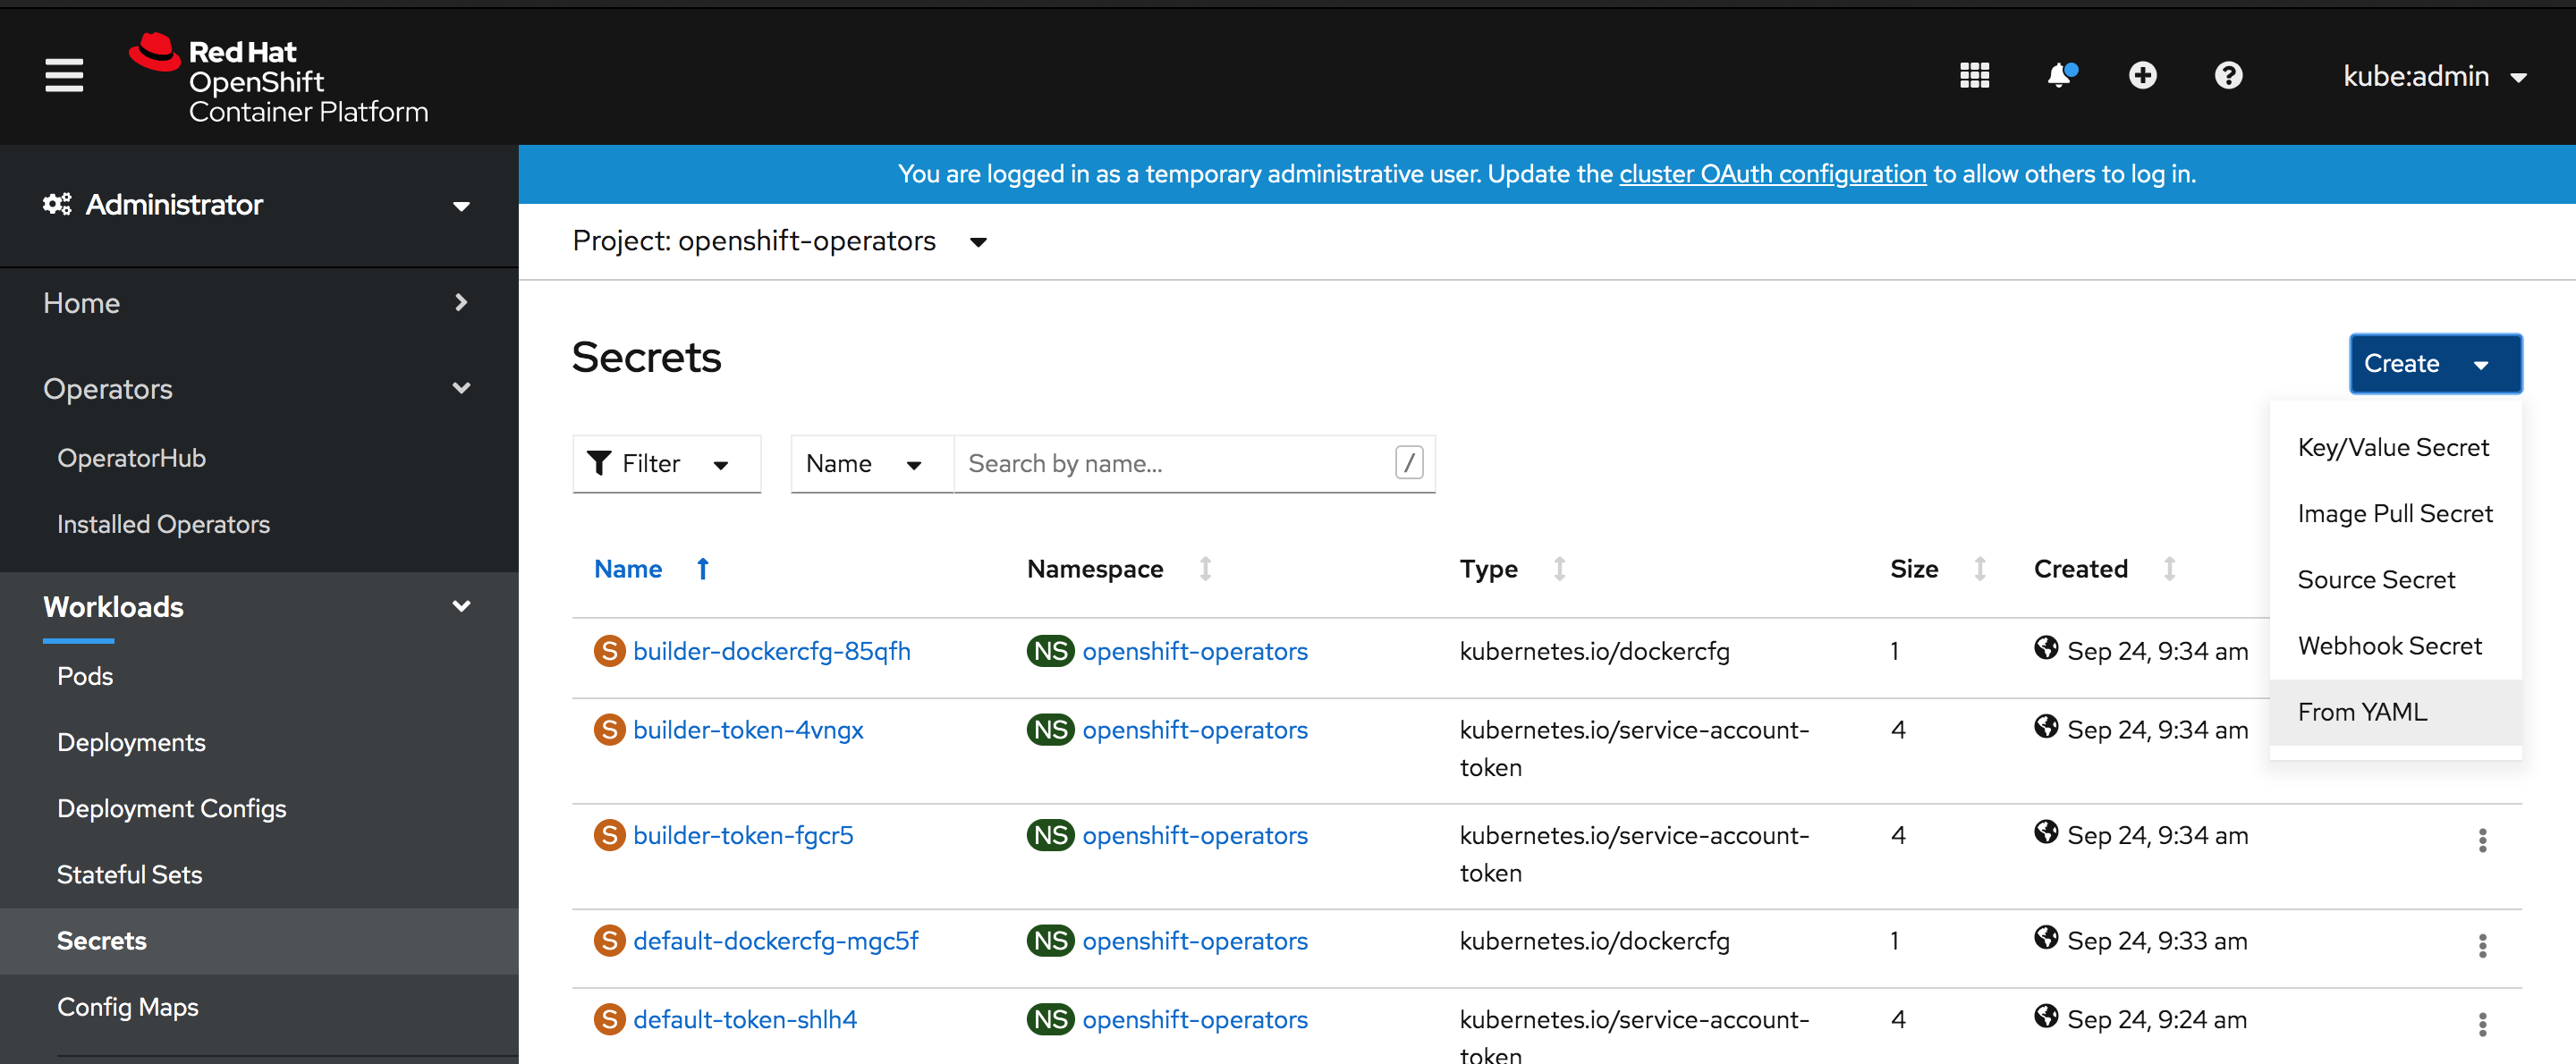 Red Hat
OpenShift
Container Platform
kube:admin
Administrator
You are logged in as a temporary administrative user. Update the cluster OAuth configuration to allow others to log in.
Project: openshift-operators
Home
Operators
OperatorHub
Installed Operators
Workloads
Pods
Deployments
Deployment Configs
Stateful Sets
Secrets
Config Maps
Secrets
Create
Key/Value Secret
Image Pull Secret
Source Secret
Webhook Secret
From YAML
Filter
Name
Search by name...
/
Name Namespace Type Size Created
S builder-dockercfg-85qfh NS openshift-operators kubernetes.io/dockercfg 1 Sep 24, 9:34 am
S builder-token-4vngx NS openshift-operators kubernetes.io/service-account- 4 Sep 24, 9:34 am
token
S builder-token-fgcr5 NS openshift-operators kubernetes.io/service-account- 4 Sep 24, 9:34 am
token
S default-dockercfg-mgc5f NS openshift-operators kubernetes.io/dockercfg 1 Sep 24, 9:33 am
S default-token-shlh4 NS openshift-operators kubernetes.io/service-account- 4 Sep 24, 9:24 am
token